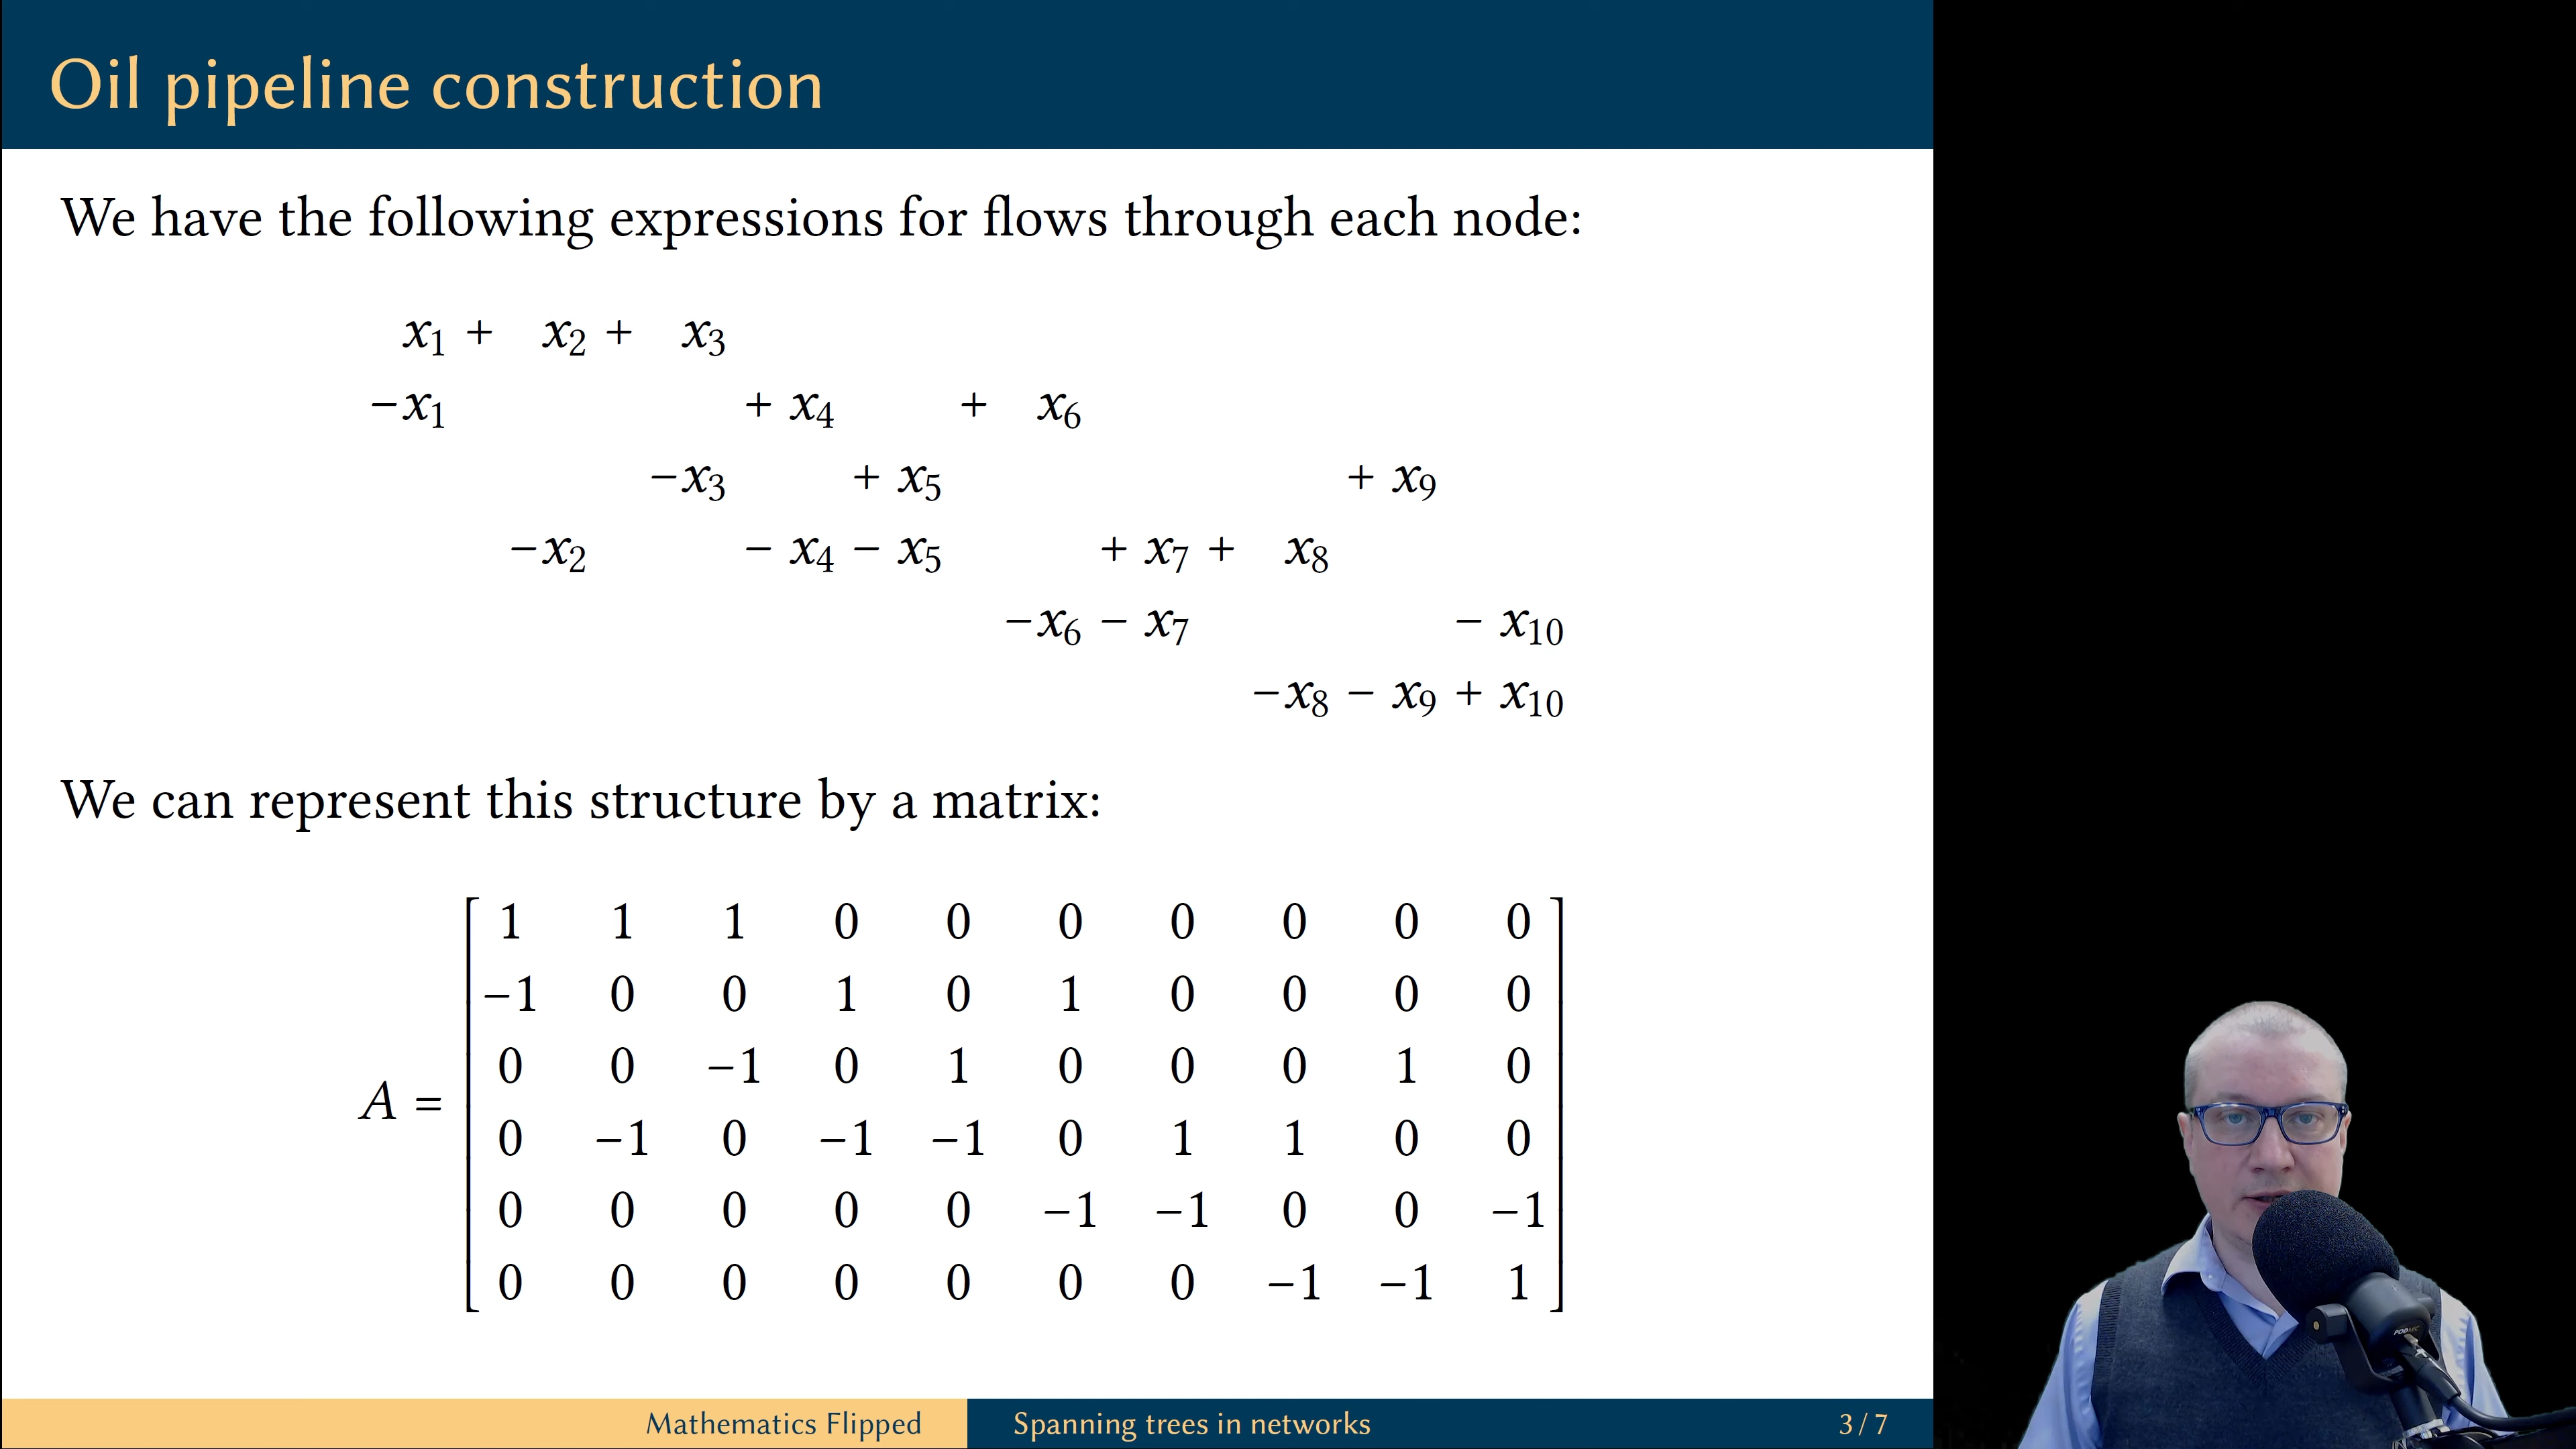 Oil pipeline construction
We have the following expressions for flows through each node:
x₁ + x₂ + x₃
−x₁ + x₄ + x₆
−x₃ + x₅ + x₉
−x₂ − x₄ − x₅ + x₇ + x₈
−x₆ − x₇ − x₁₀
−x₈ − x₉ + x₁₀
We can represent this structure by a matrix:
A =
1 1 1 0 0 0 0 0 0 0
−1 0 0 1 0 1 0 0 0 0
0 0 −1 0 1 0 0 0 1 0
0 −1 0 −1 −1 0 1 1 0 0
0 0 0 0 0 −1 −1 0 0 −1
0 0 0 0 0 0 0 −1 −1 1
PODMIC
Mathematics Flipped
Spanning trees in networks
3 / 7